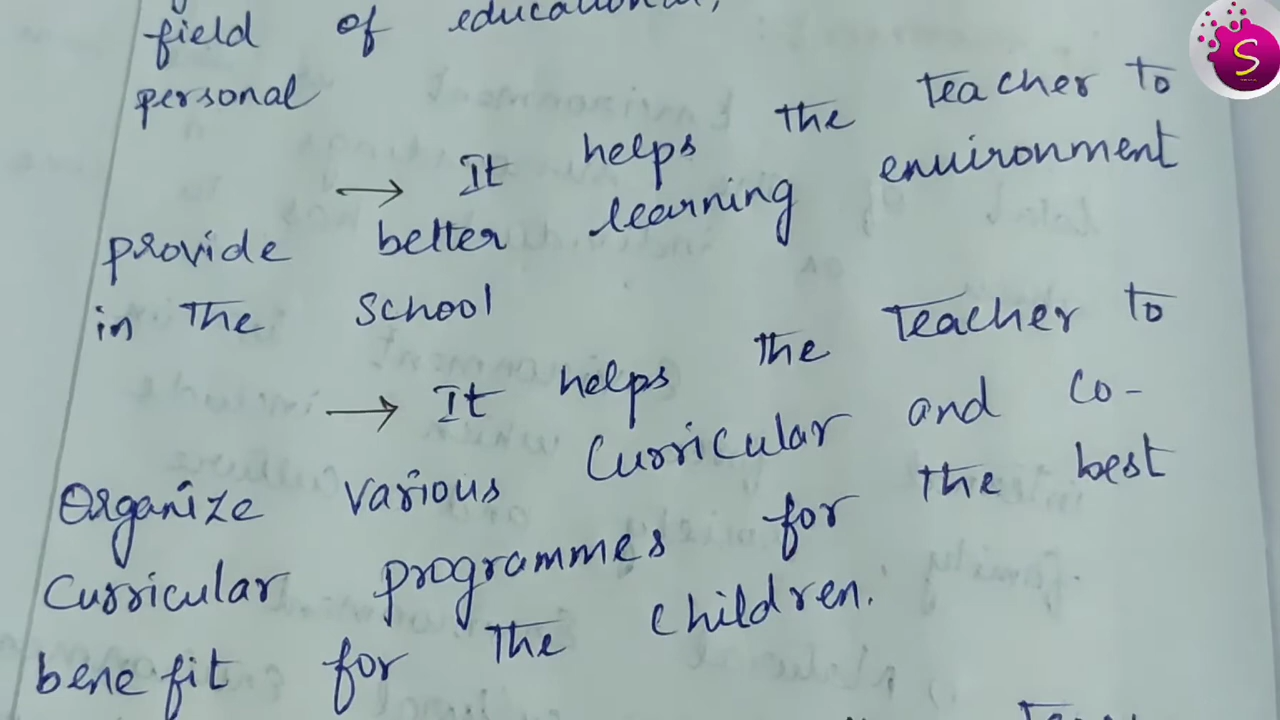 field of educational,
personal
→ It helps the teacher to
provide better learning environment
in the school
→ It helps the teacher to
Organize various curricular and co-
curricular programmes for the best
benefit for the children.
S